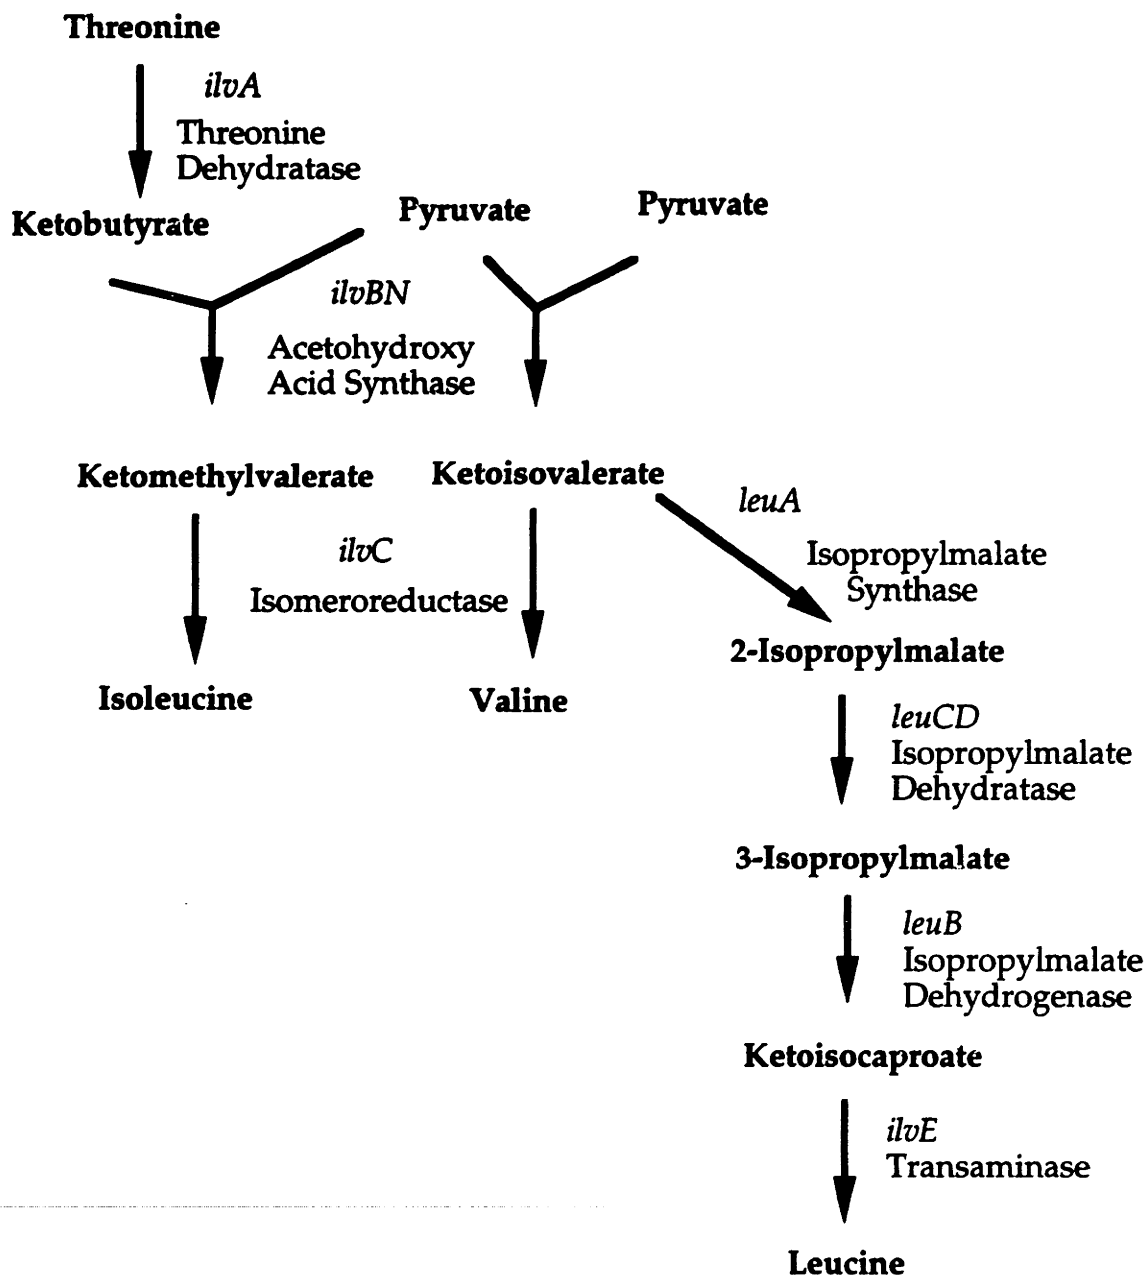 Threonine
ilvA
Threonine
Dehydratase
Ketobutyrate
Pyruvate
Pyruvate
ilvBN
Acetohydroxy
Acid Synthase
Ketomethylvalerate
Ketoisovalerate
leuA
Isopropylmalate
Synthase
ilvC
Isomeroreductase
2-Isopropylmalate
Isoleucine
Valine
leuCD
Isopropylmalate
Dehydratase
3-Isopropylmalate
leuB
Isopropylmalate
Dehydrogenase
Ketoisocaproate
ilvE
Transaminase
Leucine